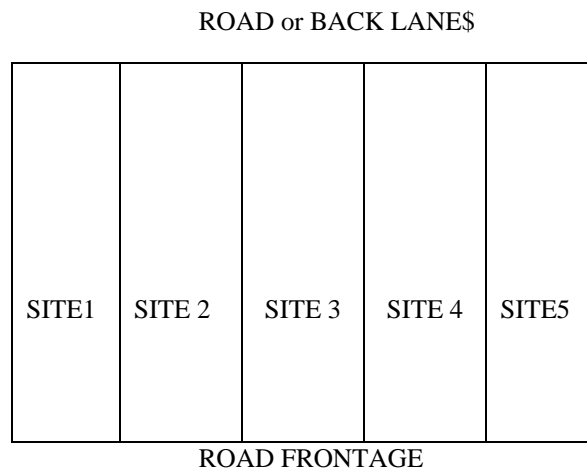 ROAD or BACK LANE$
SITE1 SITE 2 SITE 3 SITE 4 SITE5
ROAD FRONTAGE